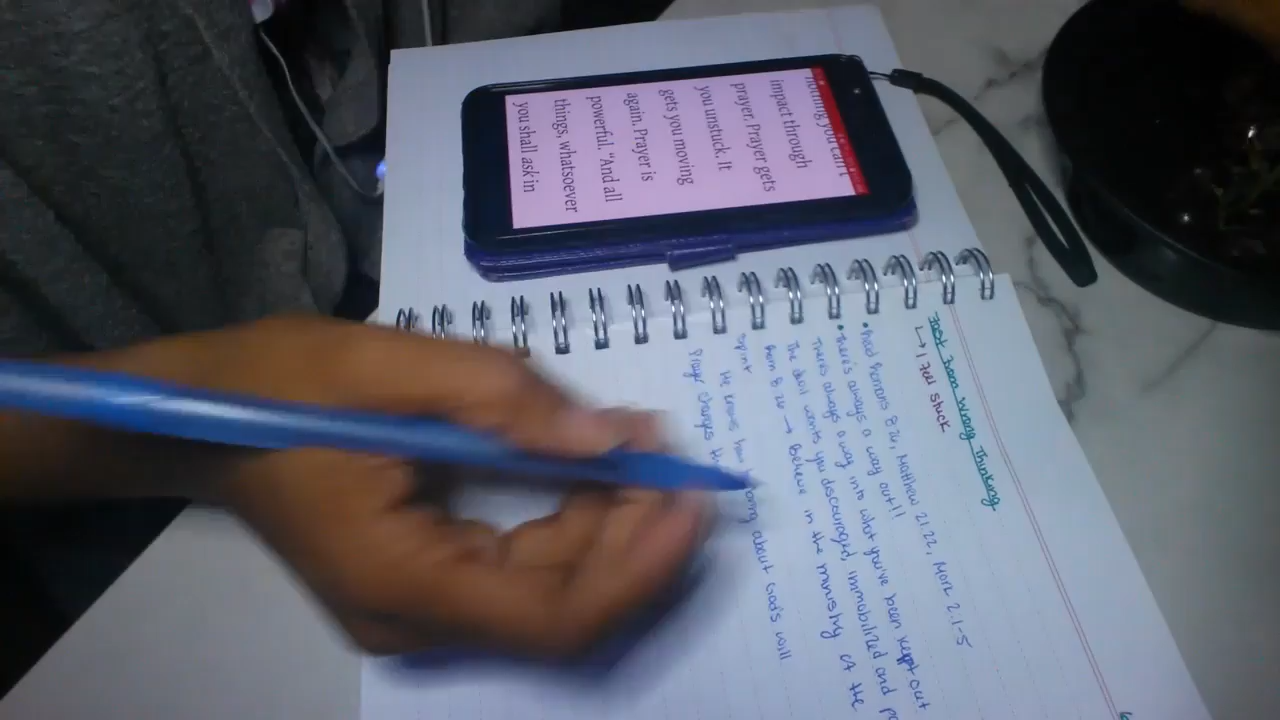 nothing you can't
impact through
prayer. Prayer gets
you unstuck. It
gets you moving
again. Prayer is
powerful. “And all
things, whatsoever
you shall ask in
Wrong Thinking
↳ I feel stuck
• Read Romans 8:26, Matthew 21:22, Mark 2:1-5
• There's always a way out!!
There's always a way into what you've been kept out
The devil wants you discouraged, immobilized and
Rom 8:26 → Believe in the ministry of the
spirit
He knows how about God's will
Prayer changes